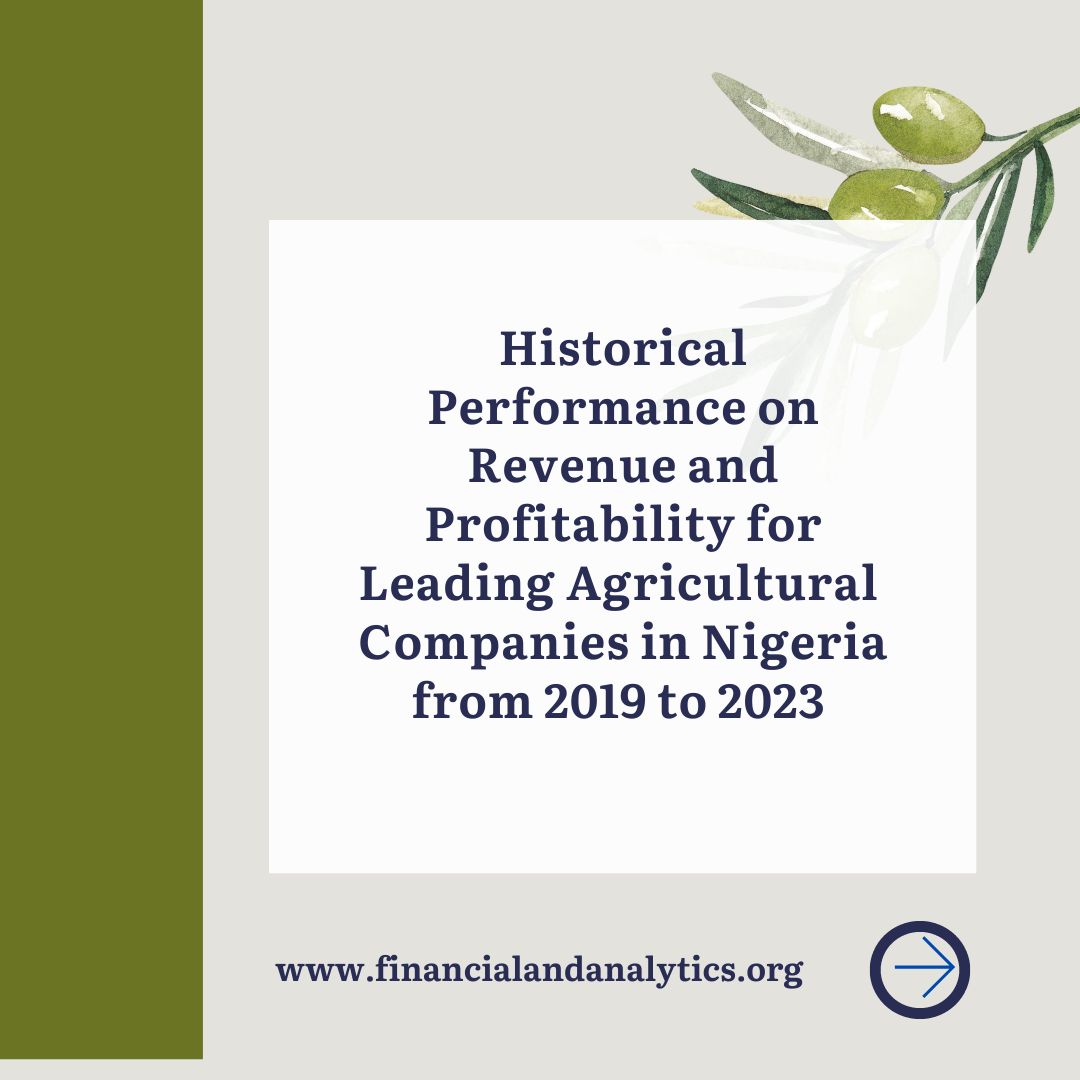 Historical
Performance on
Revenue and
Profitability for
Leading Agricultural
Companies in Nigeria
from 2019 to 2023
www.financialandanalytics.org